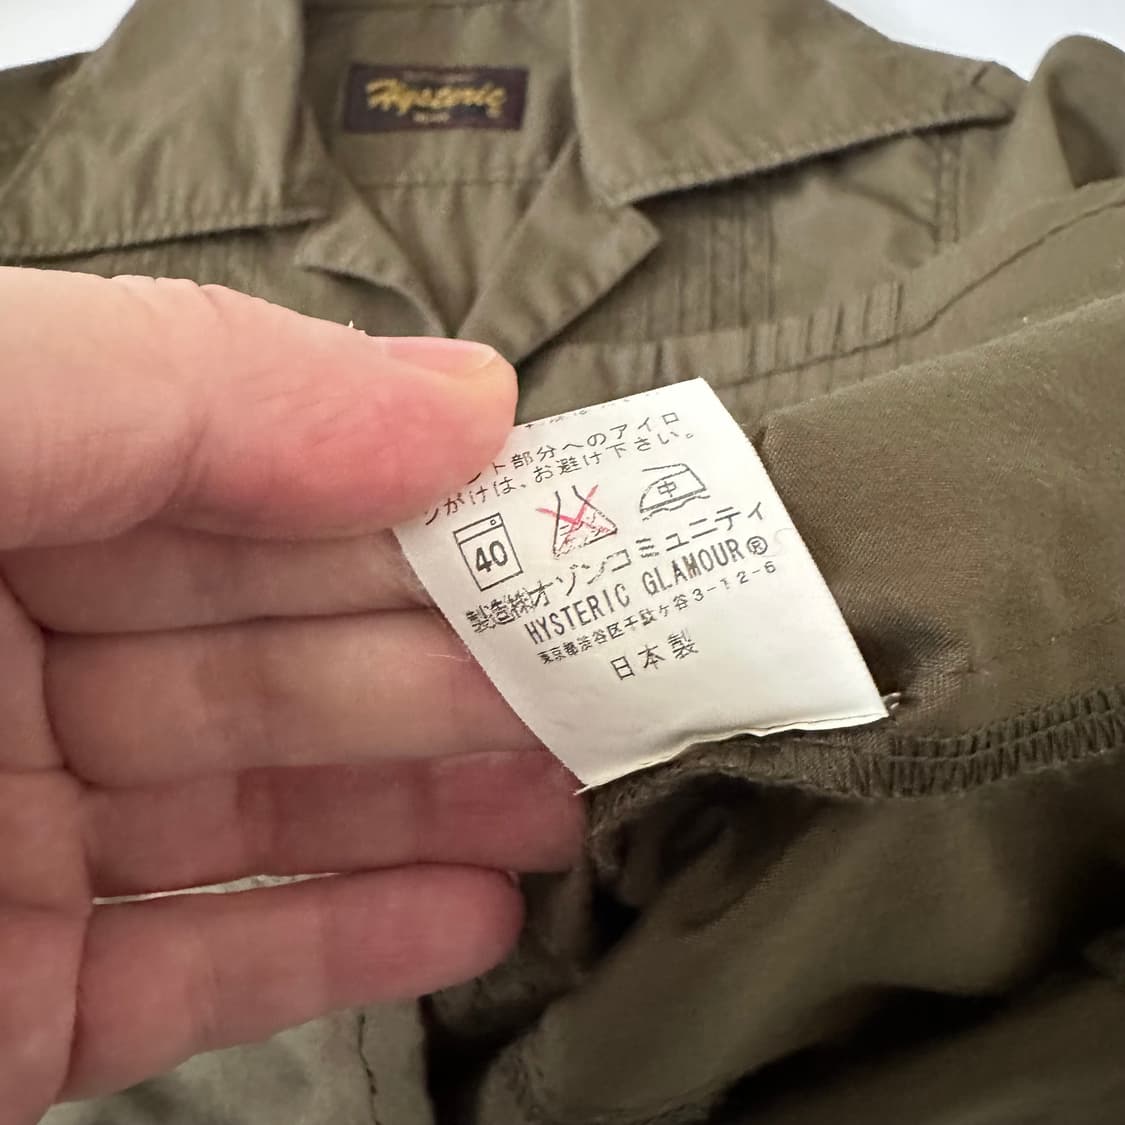 Hysteric
ント部分へのアイロ
ンがけは、お避け下さい。
40
中
製造㈱オゾンコミュニティ
HYSTERIC GLAMOUR®
東京都渋谷区千駄ヶ谷3-12-6
日本製